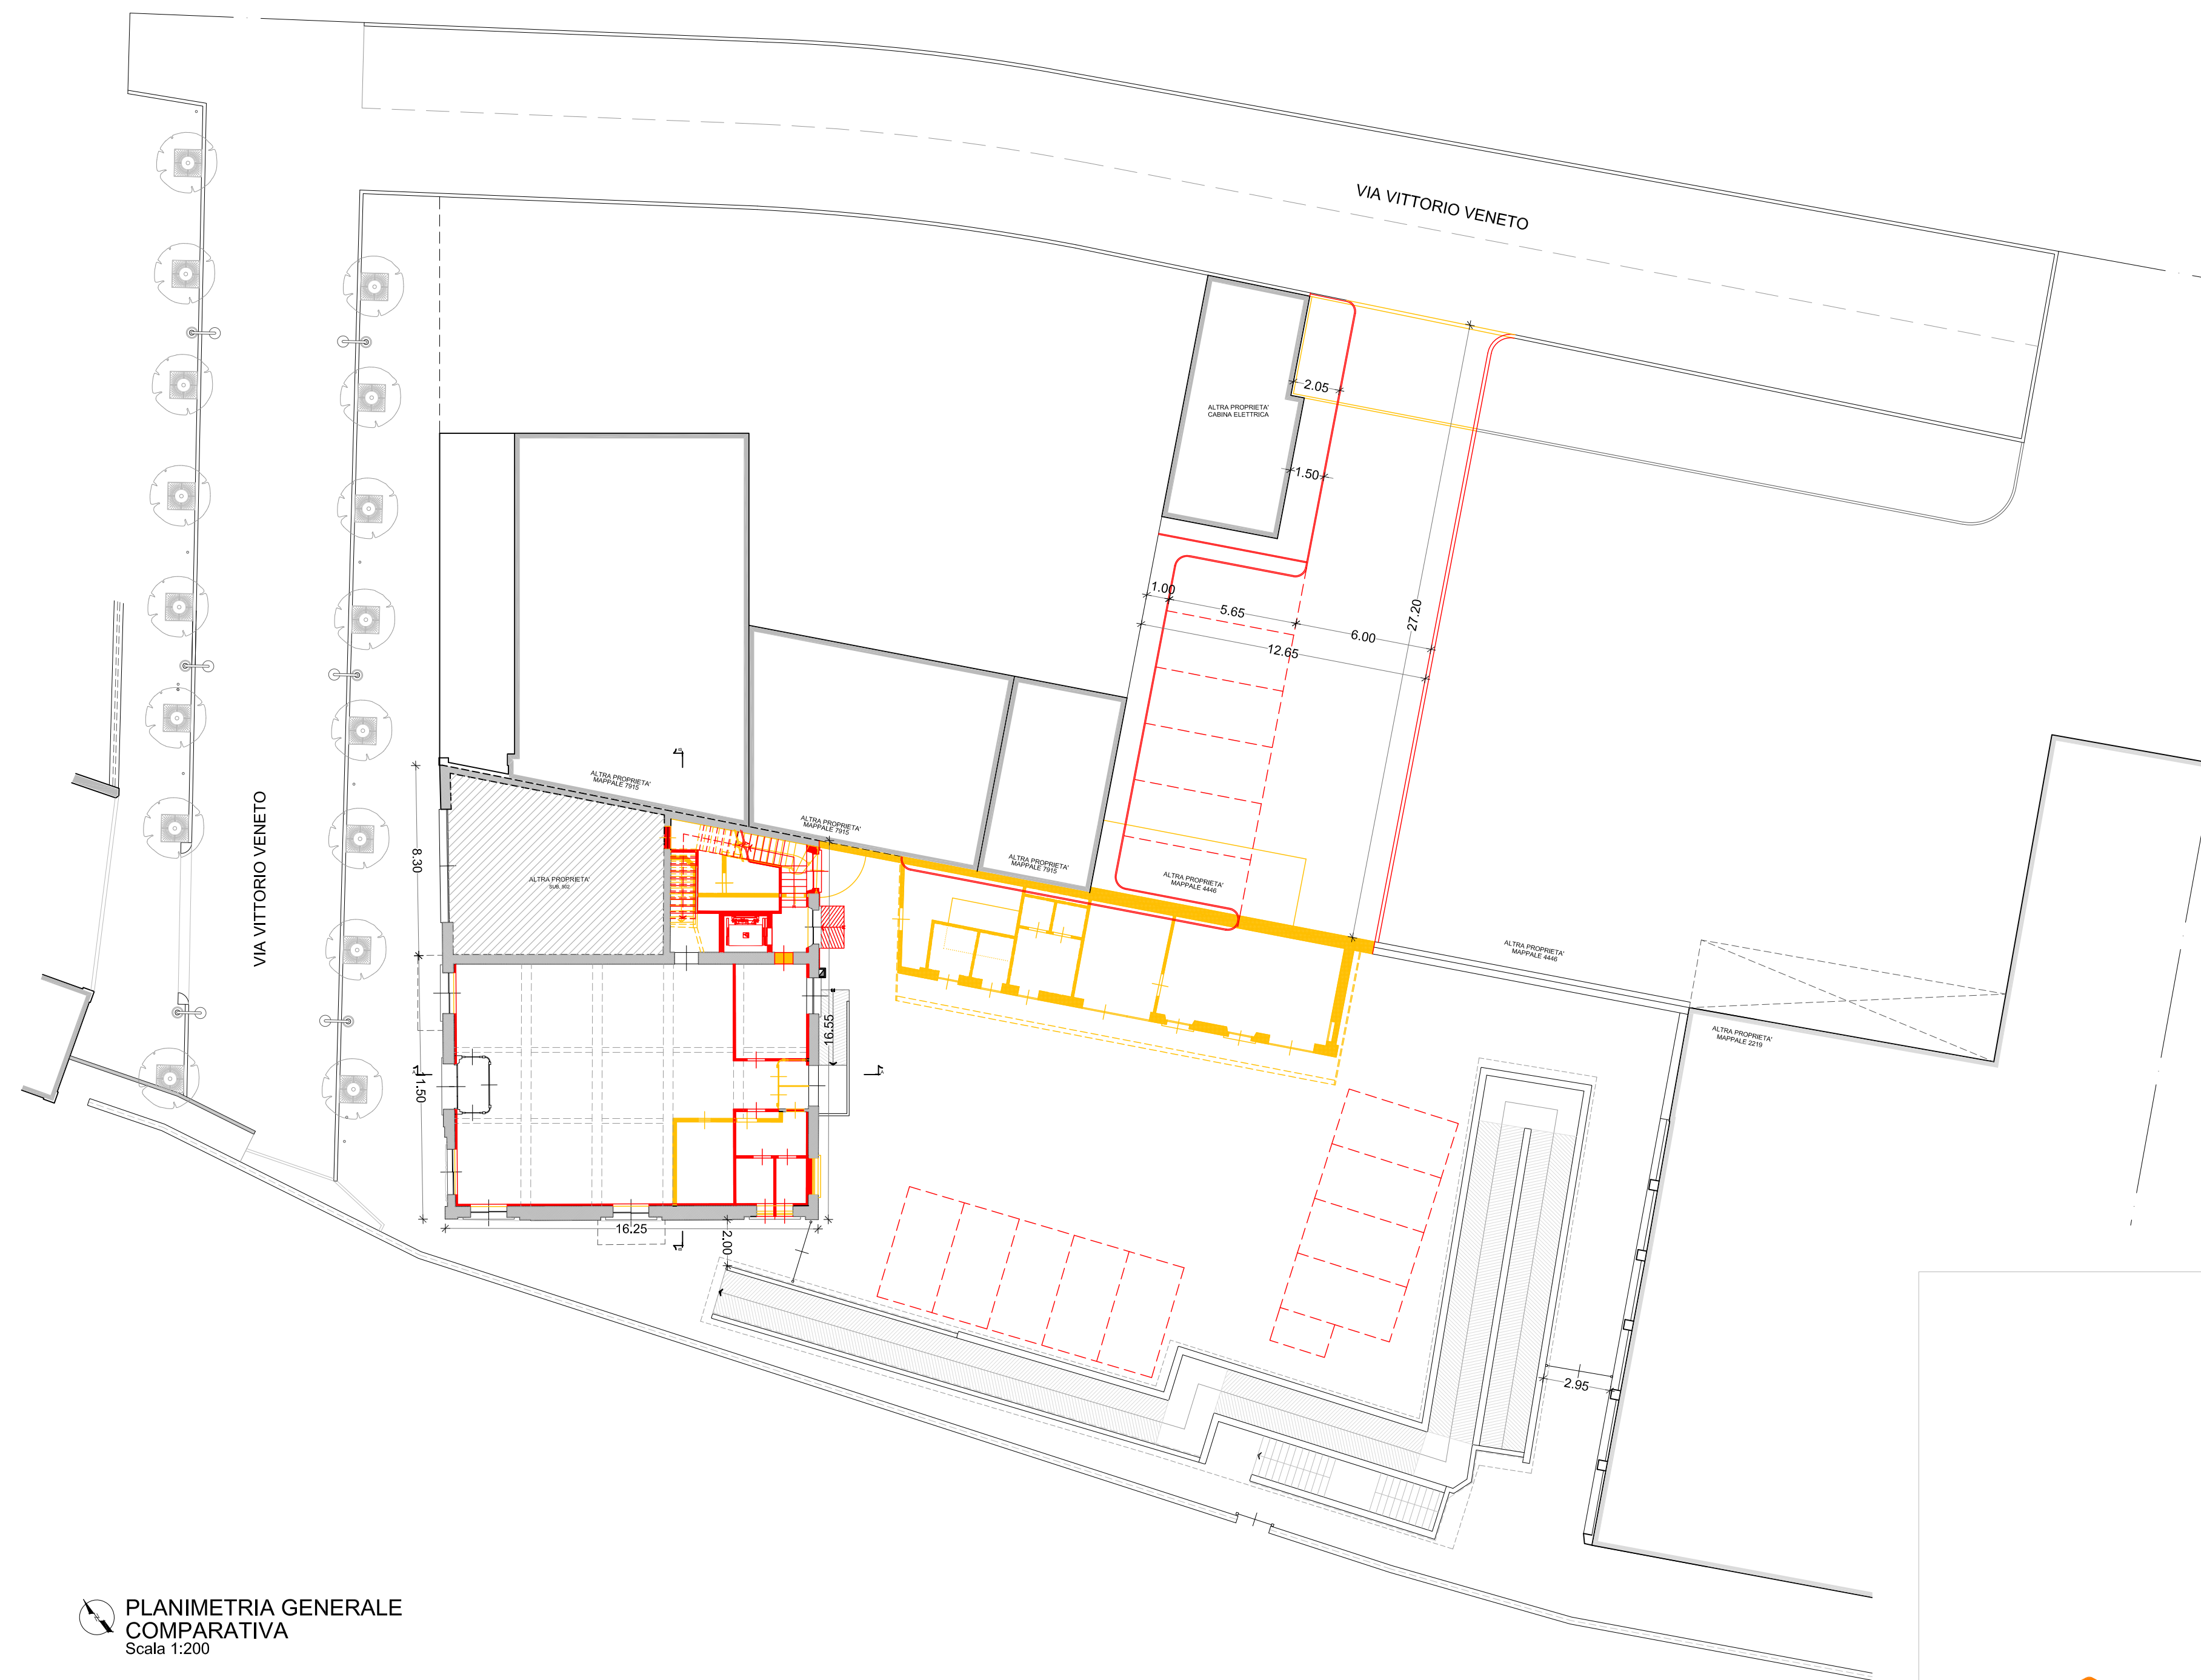 VIA VITTORIO VENETO
ALTRA PROPRIETA'
CABINA ELETTRICA
2.05
1.50
1.00
5.65
6.00
12.65
27.20
ALTRA PROPRIETA'
MAPPALE 7915
ALTRA PROPRIETA'
MAPPALE 7915
ALTRA PROPRIETA'
MAPPALE 7915
ALTRA PROPRIETA'
MAPPALE 4446
ALTRA PROPRIETA'
MAPPALE 4446
ALTRA PROPRIETA'
MAPPALE 2219
VIA VITTORIO VENETO
8.30
ALTRA PROPRIETA'
SUB. 502
11.50
16.55
16.25
2.00
2.95
PLANIMETRIA GENERALE
COMPARATIVA
Scala 1:200